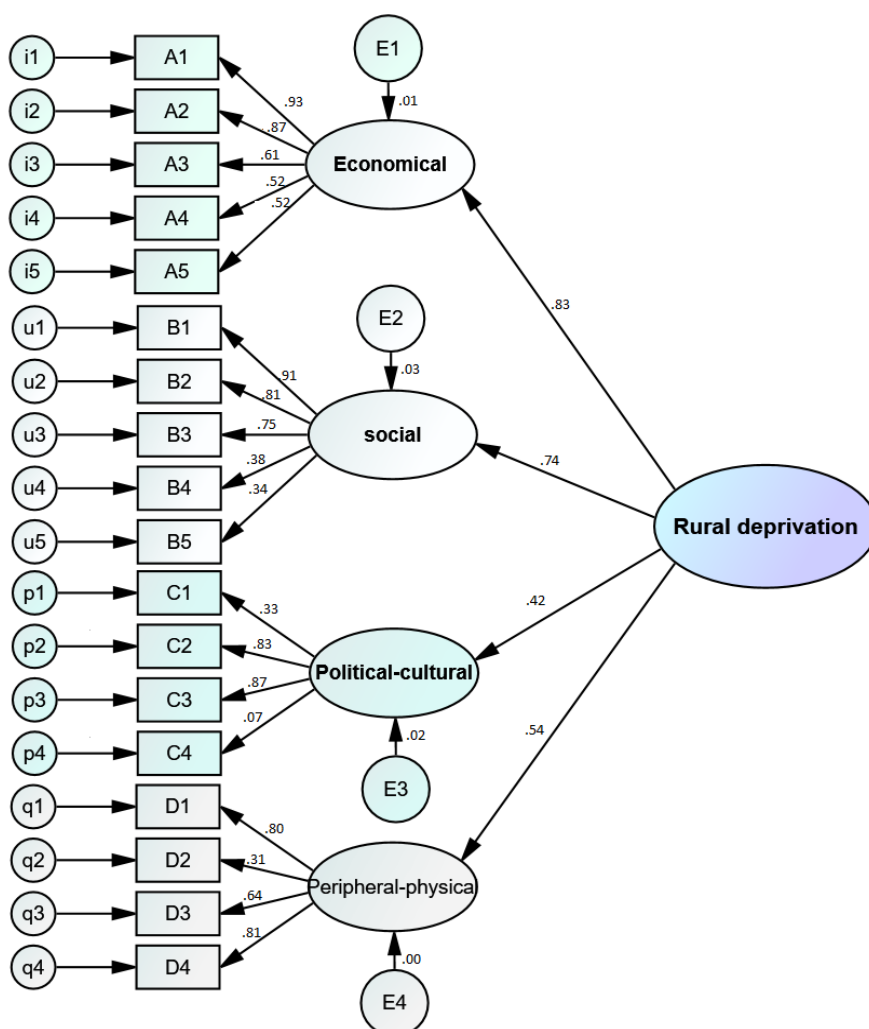 E1
i1
A1
.01
.93
i2
A2
.87
i3
A3
.61
Economical
.52
i4
A4
.52
i5
A5
.83
E2
u1
B1
.03
.91
u2
B2
.81
u3
B3
.75
social
.74
.38
u4
B4
.34
u5
B5
Rural deprivation
p1
C1
.33
.42
p2
C2
.83
Political-cultural
p3
C3
.87
.07
p4
C4
.02
.54
E3
q1
D1
.80
q2
D2
.31
Peripheral-physica
q3
D3
.64
.81
q4
D4
.00
E4